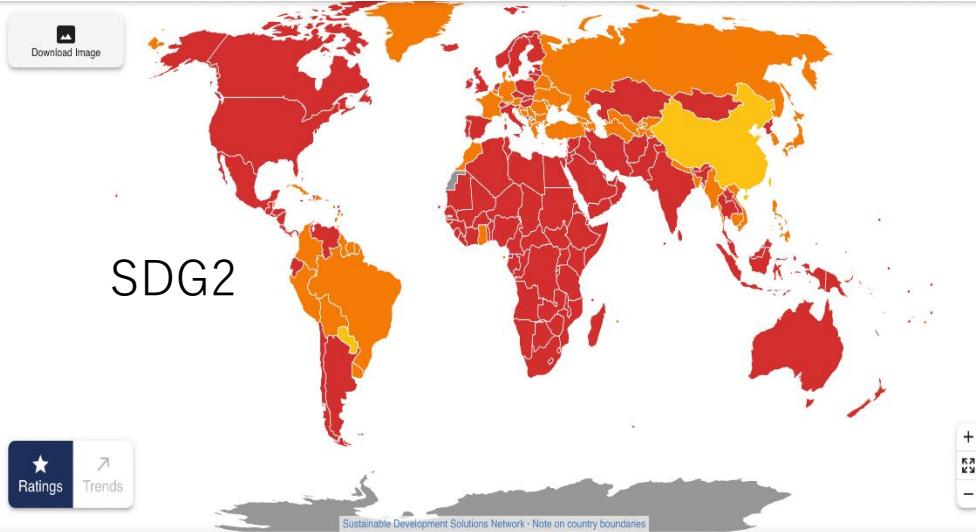 Download Image
SDG2
Ratings
Trends
Sustainable Development Solutions Network · Note on country boundaries
+
−